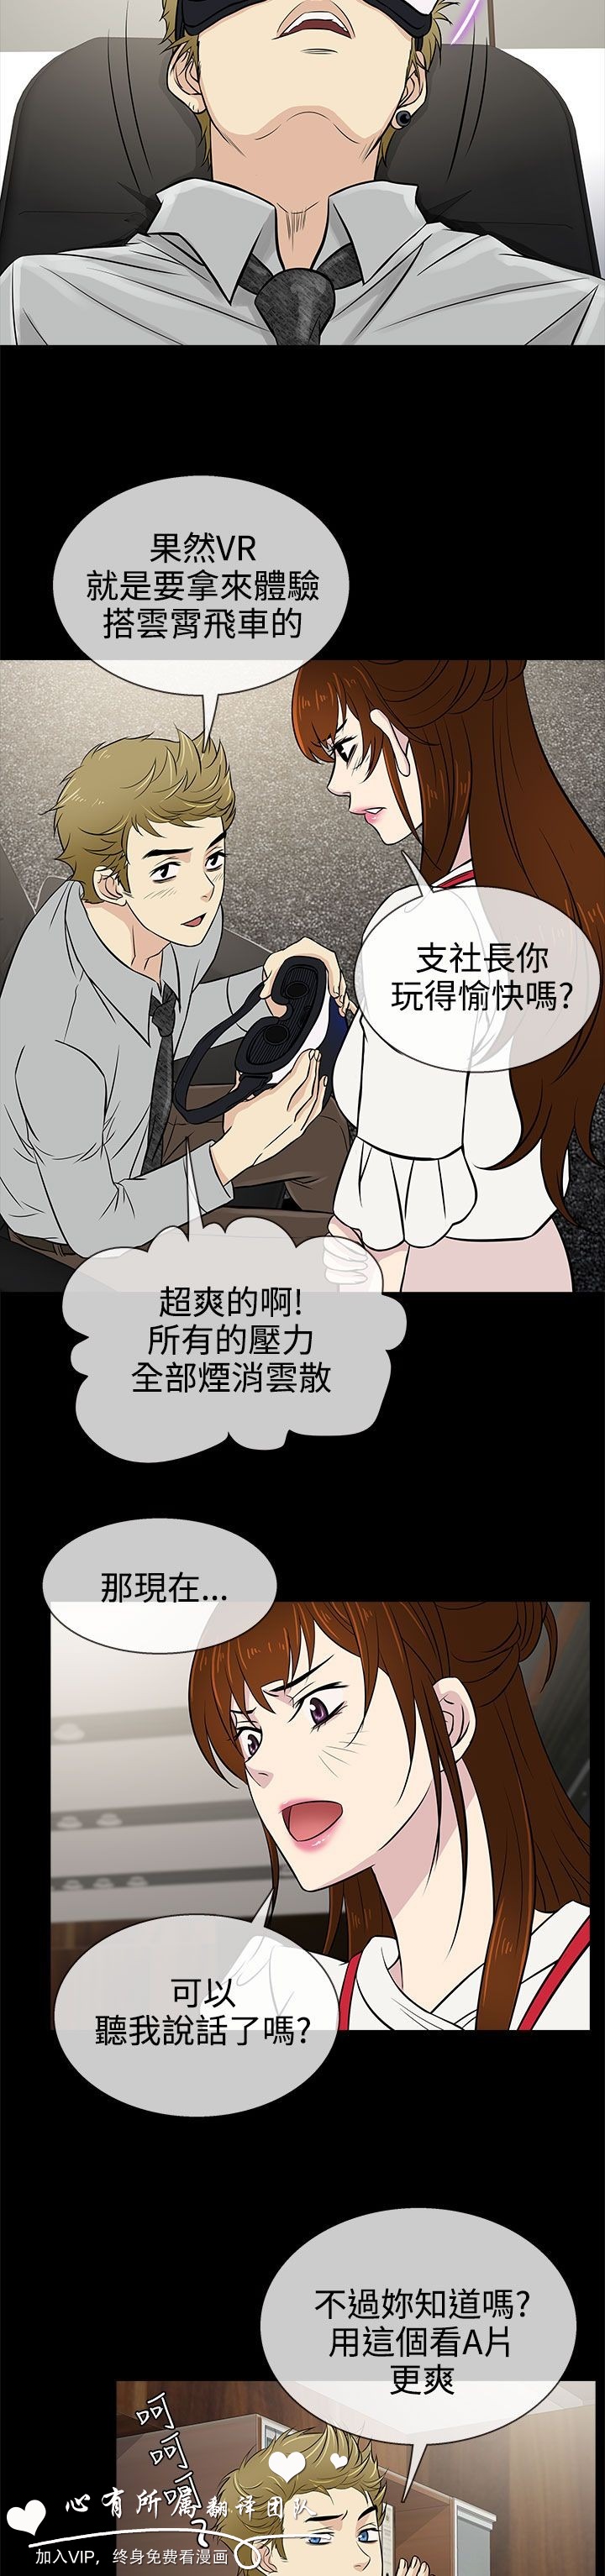 果然VR
就是要拿來體驗
搭雲霄飛車的
支社長你
玩得愉快嗎?
超爽的啊!
所有的壓力
全部煙消雲散
那現在...
可以
聽我說話了嗎?
不過妳知道嗎?
用這個看A片
更爽
呵
呵
呵
心有所属翻译团队
加入VIP，终身免费看漫画